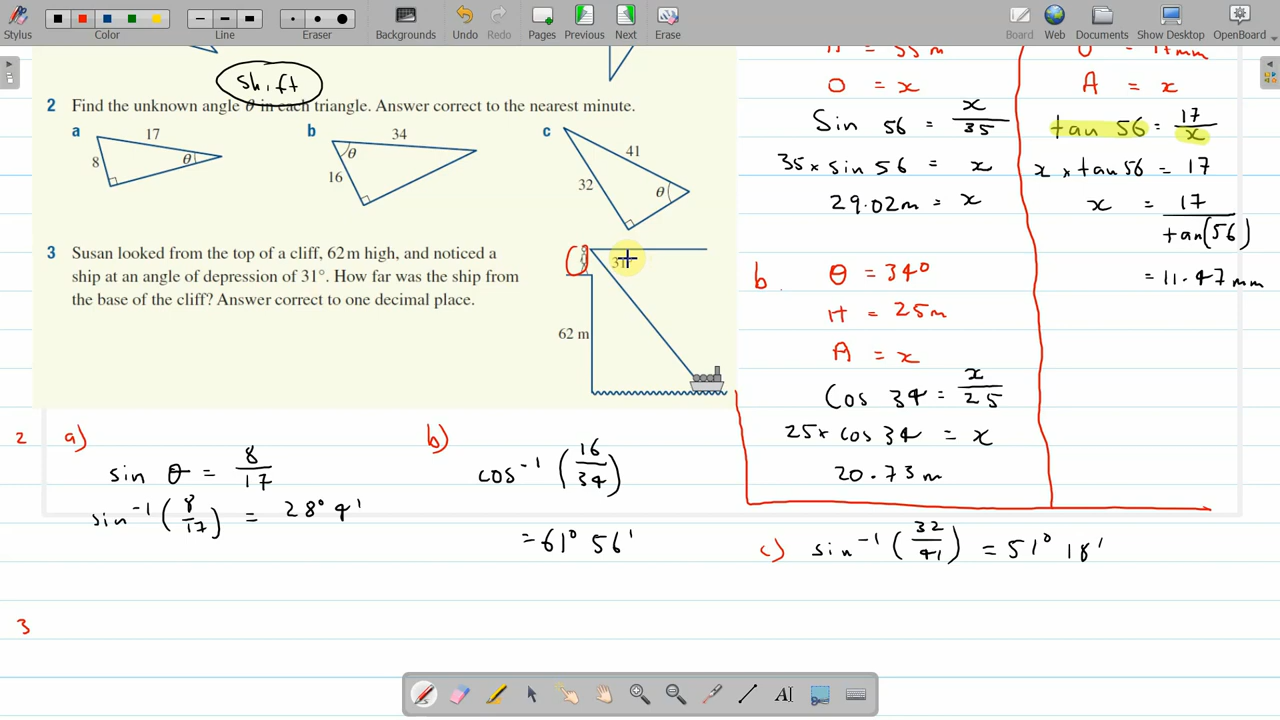 Stylus
Color
Line
Eraser
Backgrounds
Undo
Redo
Pages
Previous
Next
Erase
Board
Web
Documents
Show Desktop
OpenBoard
Shift
2 Find the unknown angle θ in each triangle. Answer correct to the nearest minute.
a
17
8
θ
b
34
θ
16
c
41
32
θ
3 Susan looked from the top of a cliff, 62 m high, and noticed a
ship at an angle of depression of 31°. How far was the ship from
the base of the cliff? Answer correct to one decimal place.
31°
62 m
H = 35 m
O = x
Sin 56 = x/35
35 × sin 56 = x
29.02m = x
O = 17mm
A = x
tan 56 = 17/x
x × tan 56 = 17
x = 17/tan(56)
= 11.47 mm
b
θ = 34°
H = 25m
A = x
Cos 34 = x/25
25 × cos 34 = x
20.73 m
2 a)
sin θ = 8/17
sin⁻¹ (8/17) = 28° 4'
b)
cos⁻¹ (16/34)
= 61° 56'
c) sin⁻¹ (32/41) = 51° 18'
3